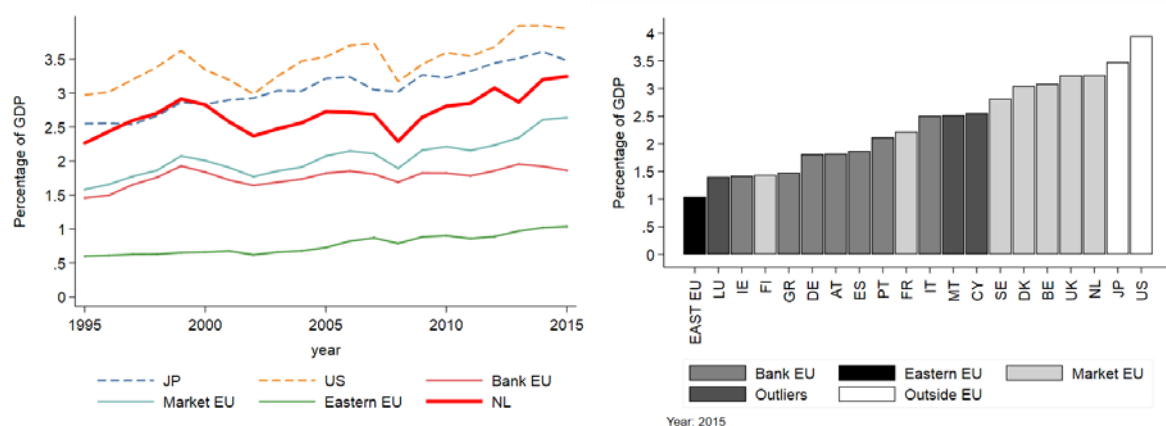 Percentage of GDP
3.5
3
2.5
2
1.5
1
.5
0
1995 2000 2005 2010 2015
year
JP US Bank EU
Market EU Eastern EU NL
Percentage of GDP
4
3.5
3
2.5
2
1.5
1
.5
0
EAST EU LU IE FI GR DE AT ES PT FR IT MT CY SE DK BE UK NL JP US
Bank EU Eastern EU Market EU
Outliers Outside EU
Year: 2015